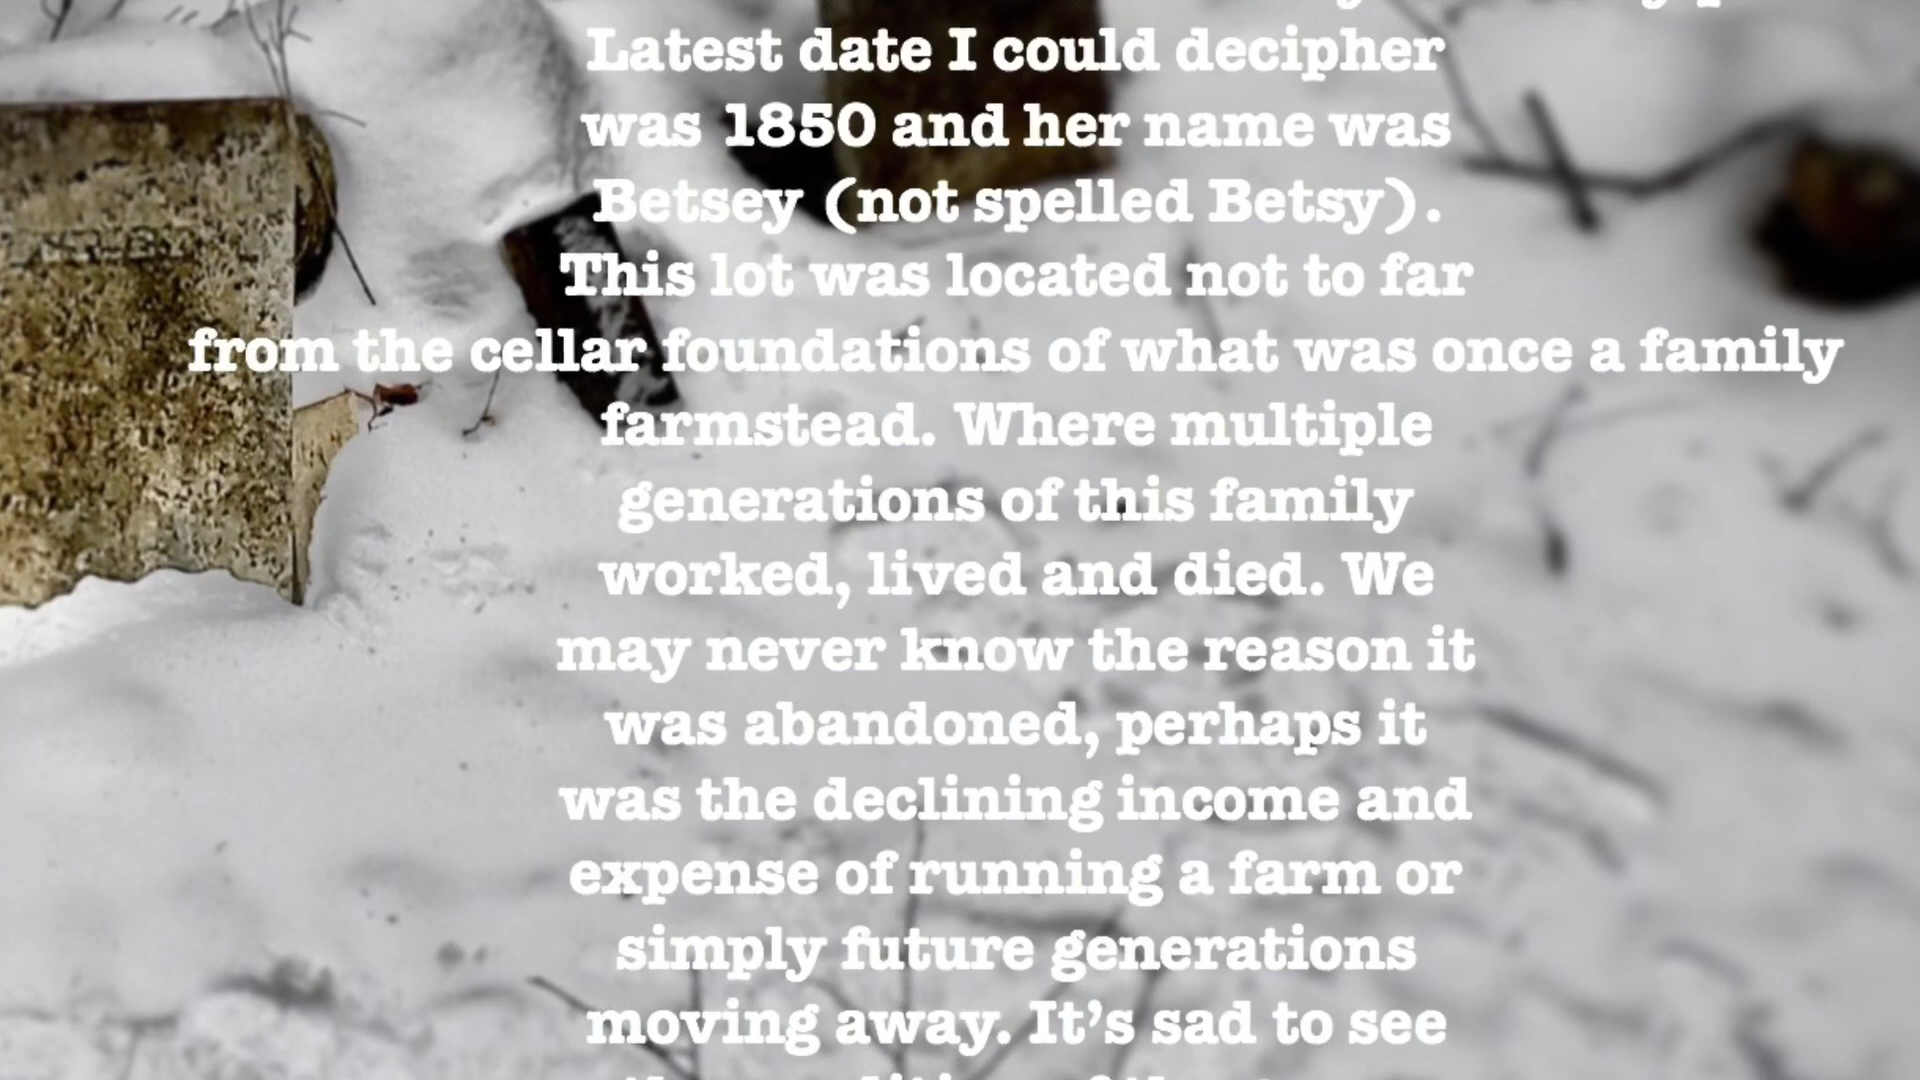 Latest date I could decipher
was 1850 and her name was
Betsey (not spelled Betsy).
This lot was located not to far
from the cellar foundations of what was once a family
farmstead. Where multiple
generations of this family
worked, lived and died. We
may never know the reason it
was abandoned, perhaps it
was the declining income and
expense of running a farm or
simply future generations
moving away. It’s sad to see